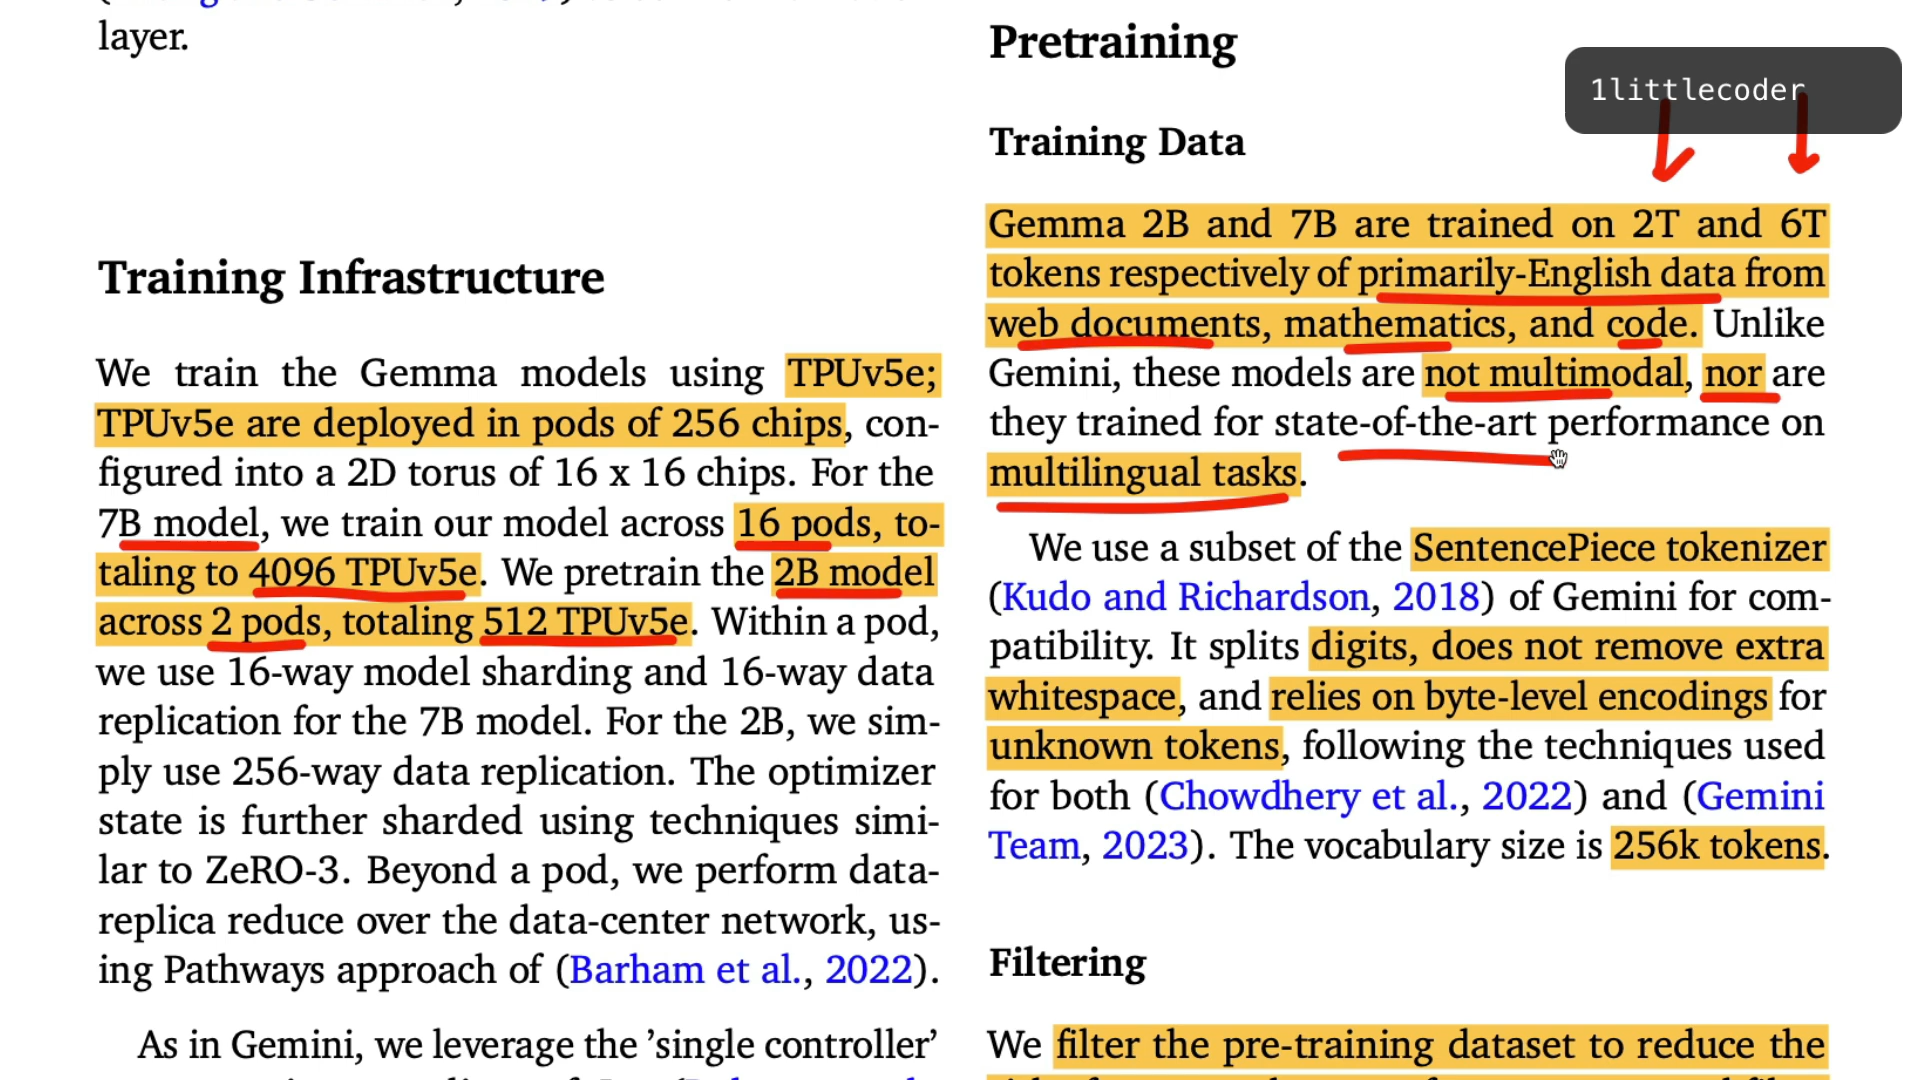 layer.
Training Infrastructure
We train the Gemma models using TPUv5e;
TPUv5e are deployed in pods of 256 chips, con-
figured into a 2D torus of 16 x 16 chips. For the
7B model, we train our model across 16 pods, to-
taling to 4096 TPUv5e. We pretrain the 2B model
across 2 pods, totaling 512 TPUv5e. Within a pod,
we use 16-way model sharding and 16-way data
replication for the 7B model. For the 2B, we sim-
ply use 256-way data replication. The optimizer
state is further sharded using techniques simi-
lar to ZeRO-3. Beyond a pod, we perform data-
replica reduce over the data-center network, us-
ing Pathways approach of (Barham et al., 2022).
As in Gemini, we leverage the ’single controller’
Pretraining
1littlecoder
Training Data
Gemma 2B and 7B are trained on 2T and 6T
tokens respectively of primarily-English data from
web documents, mathematics, and code. Unlike
Gemini, these models are not multimodal, nor are
they trained for state-of-the-art performance on
multilingual tasks.
We use a subset of the SentencePiece tokenizer
(Kudo and Richardson, 2018) of Gemini for com-
patibility. It splits digits, does not remove extra
whitespace, and relies on byte-level encodings for
unknown tokens, following the techniques used
for both (Chowdhery et al., 2022) and (Gemini
Team, 2023). The vocabulary size is 256k tokens.
Filtering
We filter the pre-training dataset to reduce the